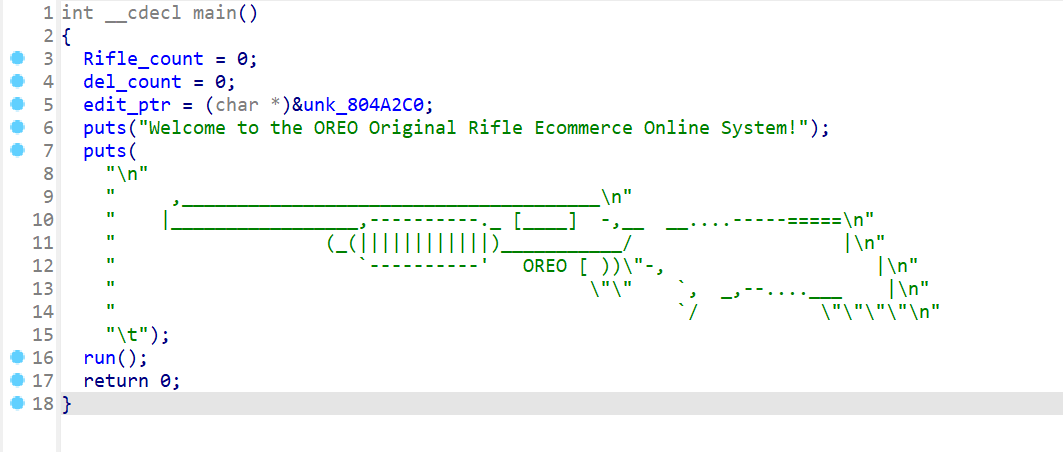 1 int __cdecl main()
2 {
3   Rifle_count = 0;
4   del_count = 0;
5   edit_ptr = (char *)&unk_804A2C0;
6   puts("Welcome to the OREO Original Rifle Ecommerce Online System!");
7   puts(
8     "\n"
9     "     ,______________________________________\n"
10     "    |_________________,----------._ [____]  -,__  __....-----=====\n"
11     "                   (_(||||||||||||)___________/                   |\n"
12     "                      `----------'   OREO [ ))\"-,                   |\n"
13     "                                           \"\"    `,  _,--....___    |\n"
14     "                                                   `/           \"\"\"\"\n"
15     "\t");
16   run();
17   return 0;
18 }